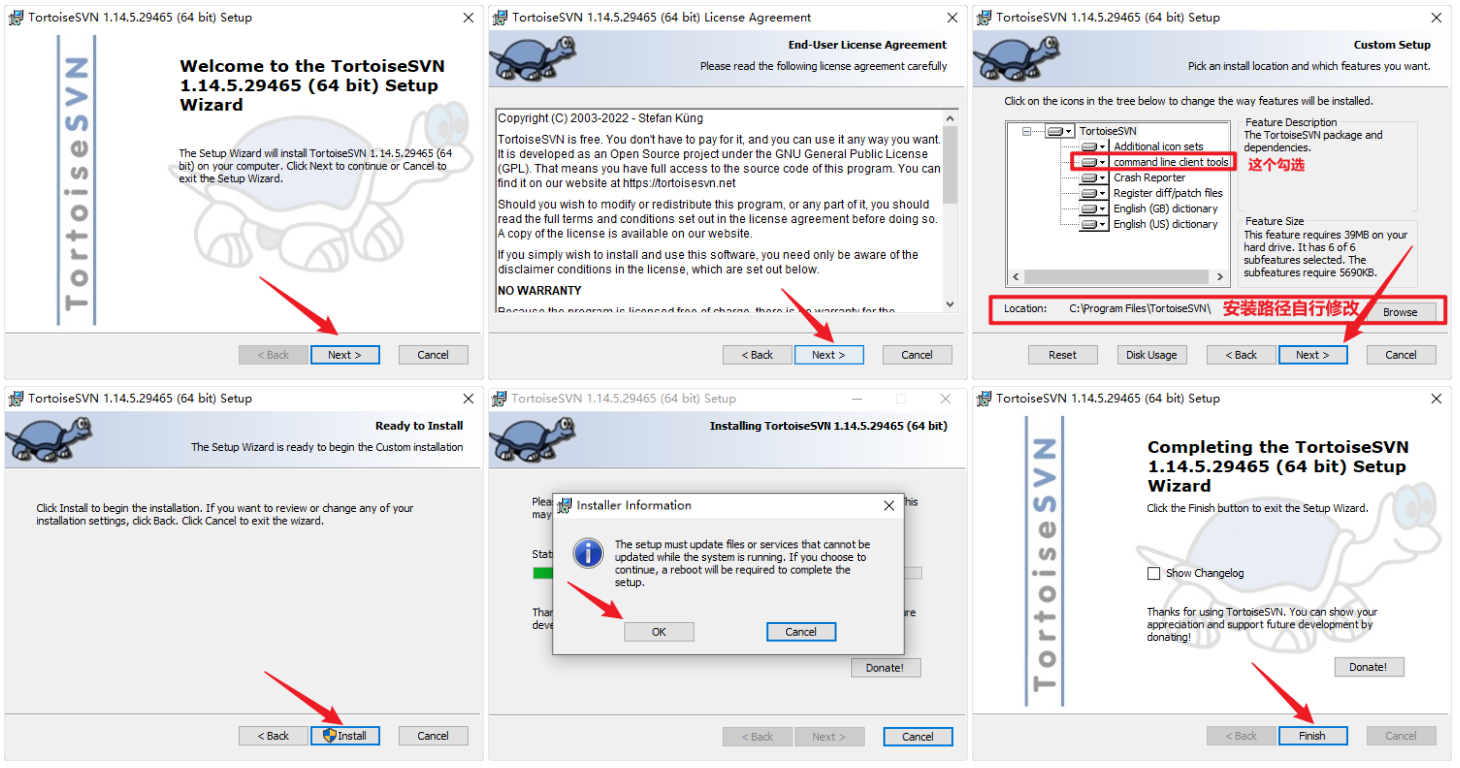 TortoiseSVN 1.14.5.29465 (64 bit) Setup
TortoiseSVN
Welcome to the TortoiseSVN
1.14.5.29465 (64 bit) Setup
Wizard
The Setup Wizard will install TortoiseSVN 1.14.5.29465 (64
bit) on your computer. Click Next to continue or Cancel to
exit the Setup Wizard.
< Back
Next >
Cancel
TortoiseSVN 1.14.5.29465 (64 bit) License Agreement
End-User License Agreement
Please read the following license agreement carefully
Copyright (C) 2003-2022 - Stefan Küng
TortoiseSVN is free. You don't have to pay for it, and you can use it any way you want.
It is developed as an Open Source project under the GNU General Public License
(GPL). That means you have full access to the source code of this program. You can
find it on our website at https://tortoisesvn.net
Should you wish to modify or redistribute this program, or any part of it, you should
read the full terms and conditions set out in the license agreement before doing so.
A copy of the license is available on our website.
If you simply wish to install and use this software, you need only be aware of the
disclaimer conditions in the license, which are set out below.
NO WARRANTY
Because the program is licensed free of charge, there is no warranty for the
< Back
Next >
Cancel
TortoiseSVN 1.14.5.29465 (64 bit) Setup
Custom Setup
Pick an install location and which features you want.
Click on the icons in the tree below to change the way features will be installed.
TortoiseSVN
Additional icon sets
command line client tools
Crash Reporter
Register diff/patch files
English (GB) dictionary
English (US) dictionary
Feature Description
The TortoiseSVN package and
dependencies.
这个勾选
Feature Size
This feature requires 39MB on your
hard drive. It has 6 of 6
subfeatures selected. The
subfeatures require 5690KB.
Location:
C:\Program Files\TortoiseSVN\
安装路径自行修改
Browse
Reset
Disk Usage
< Back
Next >
Cancel
TortoiseSVN 1.14.5.29465 (64 bit) Setup
Ready to Install
The Setup Wizard is ready to begin the Custom installation
Click Install to begin the installation. If you want to review or change any of your
installation settings, click Back. Click Cancel to exit the wizard.
< Back
Install
Cancel
TortoiseSVN 1.14.5.29465 (64 bit) Setup
Installing TortoiseSVN 1.14.5.29465 (64 bit)
may
Installer Information
The setup must update files or services that cannot be
updated while the system is running. If you choose to
continue, a reboot will be required to complete the
setup.
OK
Cancel
Donate!
< Back
Next >
Cancel
TortoiseSVN 1.14.5.29465 (64 bit) Setup
TortoiseSVN
Completing the TortoiseSVN
1.14.5.29465 (64 bit) Setup
Wizard
Click the Finish button to exit the Setup Wizard.
Show Changelog
Thanks for using TortoiseSVN. You can show your
appreciation and support future development by
donating!
Donate!
< Back
Finish
Cancel